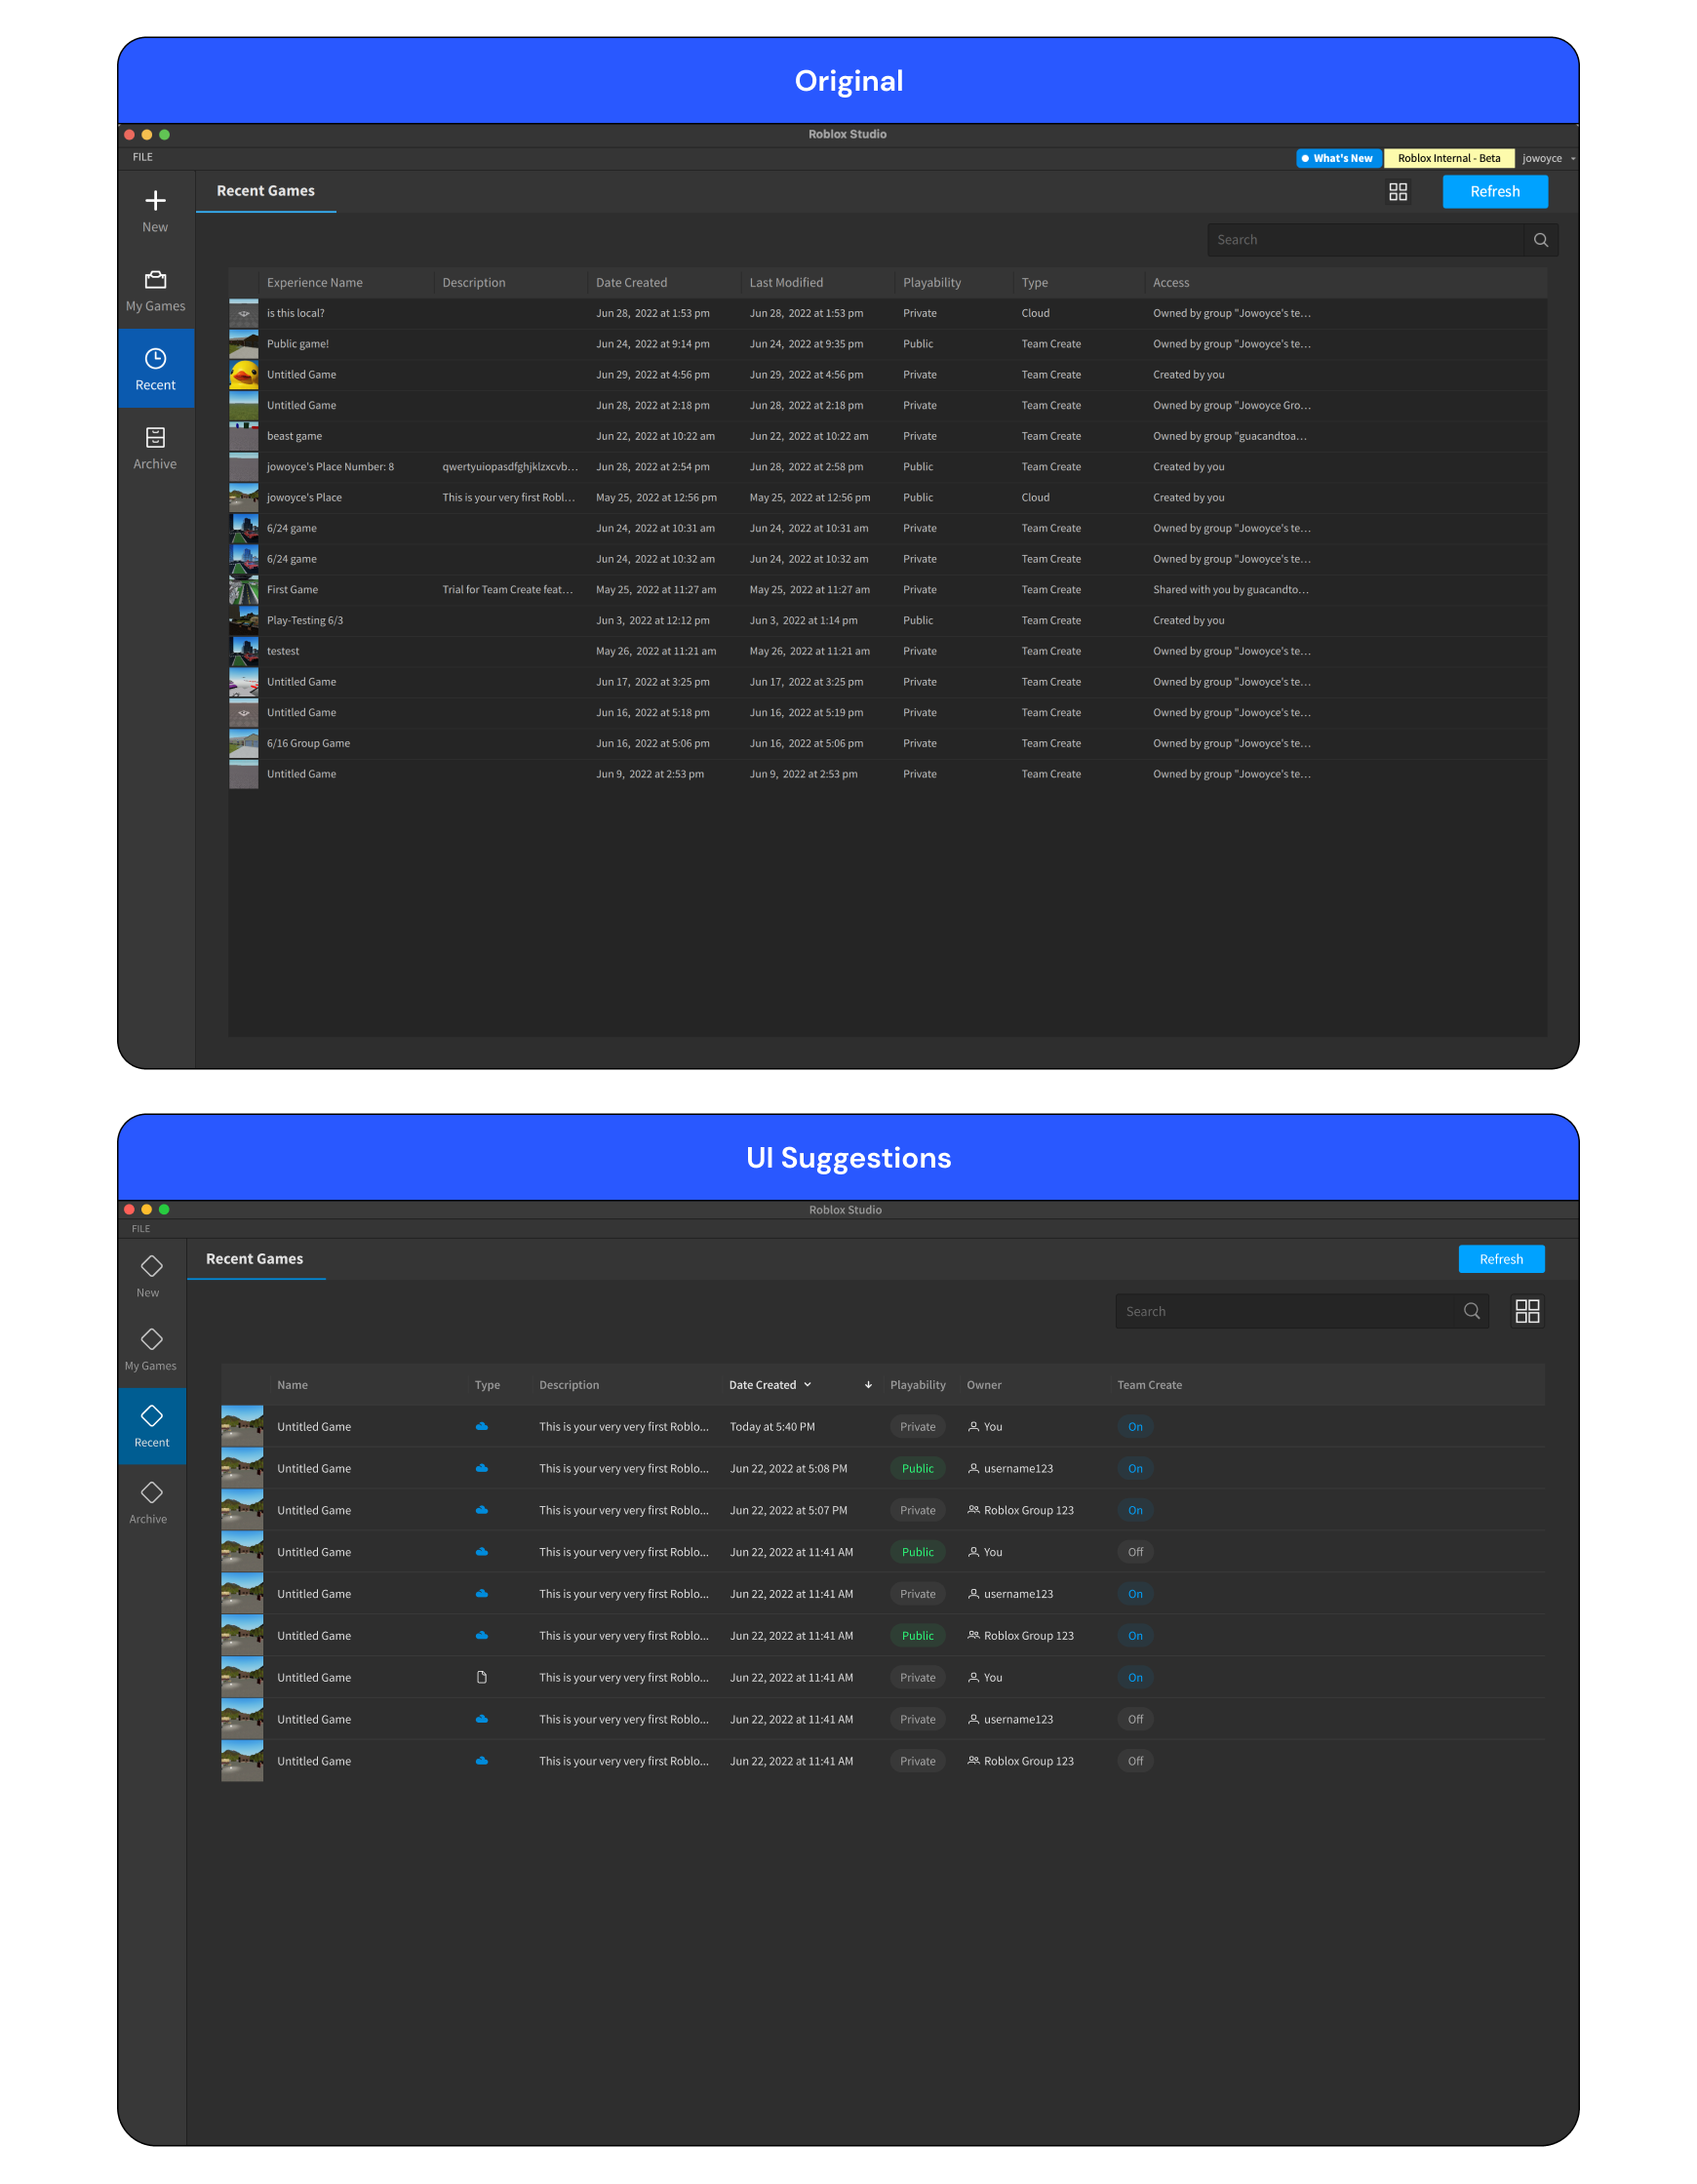 Original
Roblox Studio
FILE
What's New Roblox Internal - Beta jowoyce
New
My Games
Recent
Archive
Recent Games
Refresh
Search
Experience Name Description Date Created Last Modified Playability Type Access
is this local? Jun 28, 2022 at 1:53 pm Jun 28, 2022 at 1:53 pm Private Cloud Owned by group "Jowoyce's te...
Public game! Jun 24, 2022 at 9:14 pm Jun 24, 2022 at 9:35 pm Public Team Create Owned by group "Jowoyce's te...
Untitled Game Jun 29, 2022 at 4:56 pm Jun 29, 2022 at 4:56 pm Private Team Create Created by you
Untitled Game Jun 28, 2022 at 2:18 pm Jun 28, 2022 at 2:18 pm Private Team Create Owned by group "Jowoyce Gro...
beast game Jun 22, 2022 at 10:22 am Jun 22, 2022 at 10:22 am Private Team Create Owned by group "guacandtoa...
jowoyce's Place Number: 8 qwertyuiopasdfghjklzxcvb... Jun 28, 2022 at 2:54 pm Jun 28, 2022 at 2:58 pm Public Team Create Created by you
jowoyce's Place This is your very first Robl... May 25, 2022 at 12:56 pm May 25, 2022 at 12:56 pm Public Cloud Created by you
6/24 game Jun 24, 2022 at 10:31 am Jun 24, 2022 at 10:31 am Private Team Create Owned by group "Jowoyce's te...
6/24 game Jun 24, 2022 at 10:32 am Jun 24, 2022 at 10:32 am Private Team Create Owned by group "Jowoyce's te...
First Game Trial for Team Create feat... May 25, 2022 at 11:27 am May 25, 2022 at 11:27 am Private Team Create Shared with you by guacandto...
Play-Testing 6/3 Jun 3, 2022 at 12:12 pm Jun 3, 2022 at 1:14 pm Public Team Create Created by you
testest May 26, 2022 at 11:21 am May 26, 2022 at 11:21 am Private Team Create Owned by group "Jowoyce's te...
Untitled Game Jun 17, 2022 at 3:25 pm Jun 17, 2022 at 3:25 pm Private Team Create Owned by group "Jowoyce's te...
Untitled Game Jun 16, 2022 at 5:18 pm Jun 16, 2022 at 5:19 pm Private Team Create Owned by group "Jowoyce's te...
6/16 Group Game Jun 16, 2022 at 5:06 pm Jun 16, 2022 at 5:06 pm Private Team Create Owned by group "Jowoyce's te...
Untitled Game Jun 9, 2022 at 2:53 pm Jun 9, 2022 at 2:53 pm Private Team Create Owned by group "Jowoyce's te...
UI Suggestions
Roblox Studio
FILE
New
My Games
Recent
Archive
Recent Games
Refresh
Search
Name Type Description Date Created Playability Owner Team Create
Untitled Game This is your very very first Roblo... Today at 5:40 PM Private You On
Untitled Game This is your very very first Roblo... Jun 22, 2022 at 5:08 PM Public username123 On
Untitled Game This is your very very first Roblo... Jun 22, 2022 at 5:07 PM Private Roblox Group 123 On
Untitled Game This is your very very first Roblo... Jun 22, 2022 at 11:41 AM Public You Off
Untitled Game This is your very very first Roblo... Jun 22, 2022 at 11:41 AM Private username123 On
Untitled Game This is your very very first Roblo... Jun 22, 2022 at 11:41 AM Public Roblox Group 123 On
Untitled Game This is your very very first Roblo... Jun 22, 2022 at 11:41 AM Private You On
Untitled Game This is your very very first Roblo... Jun 22, 2022 at 11:41 AM Private username123 Off
Untitled Game This is your very very first Roblo... Jun 22, 2022 at 11:41 AM Private Roblox Group 123 Off